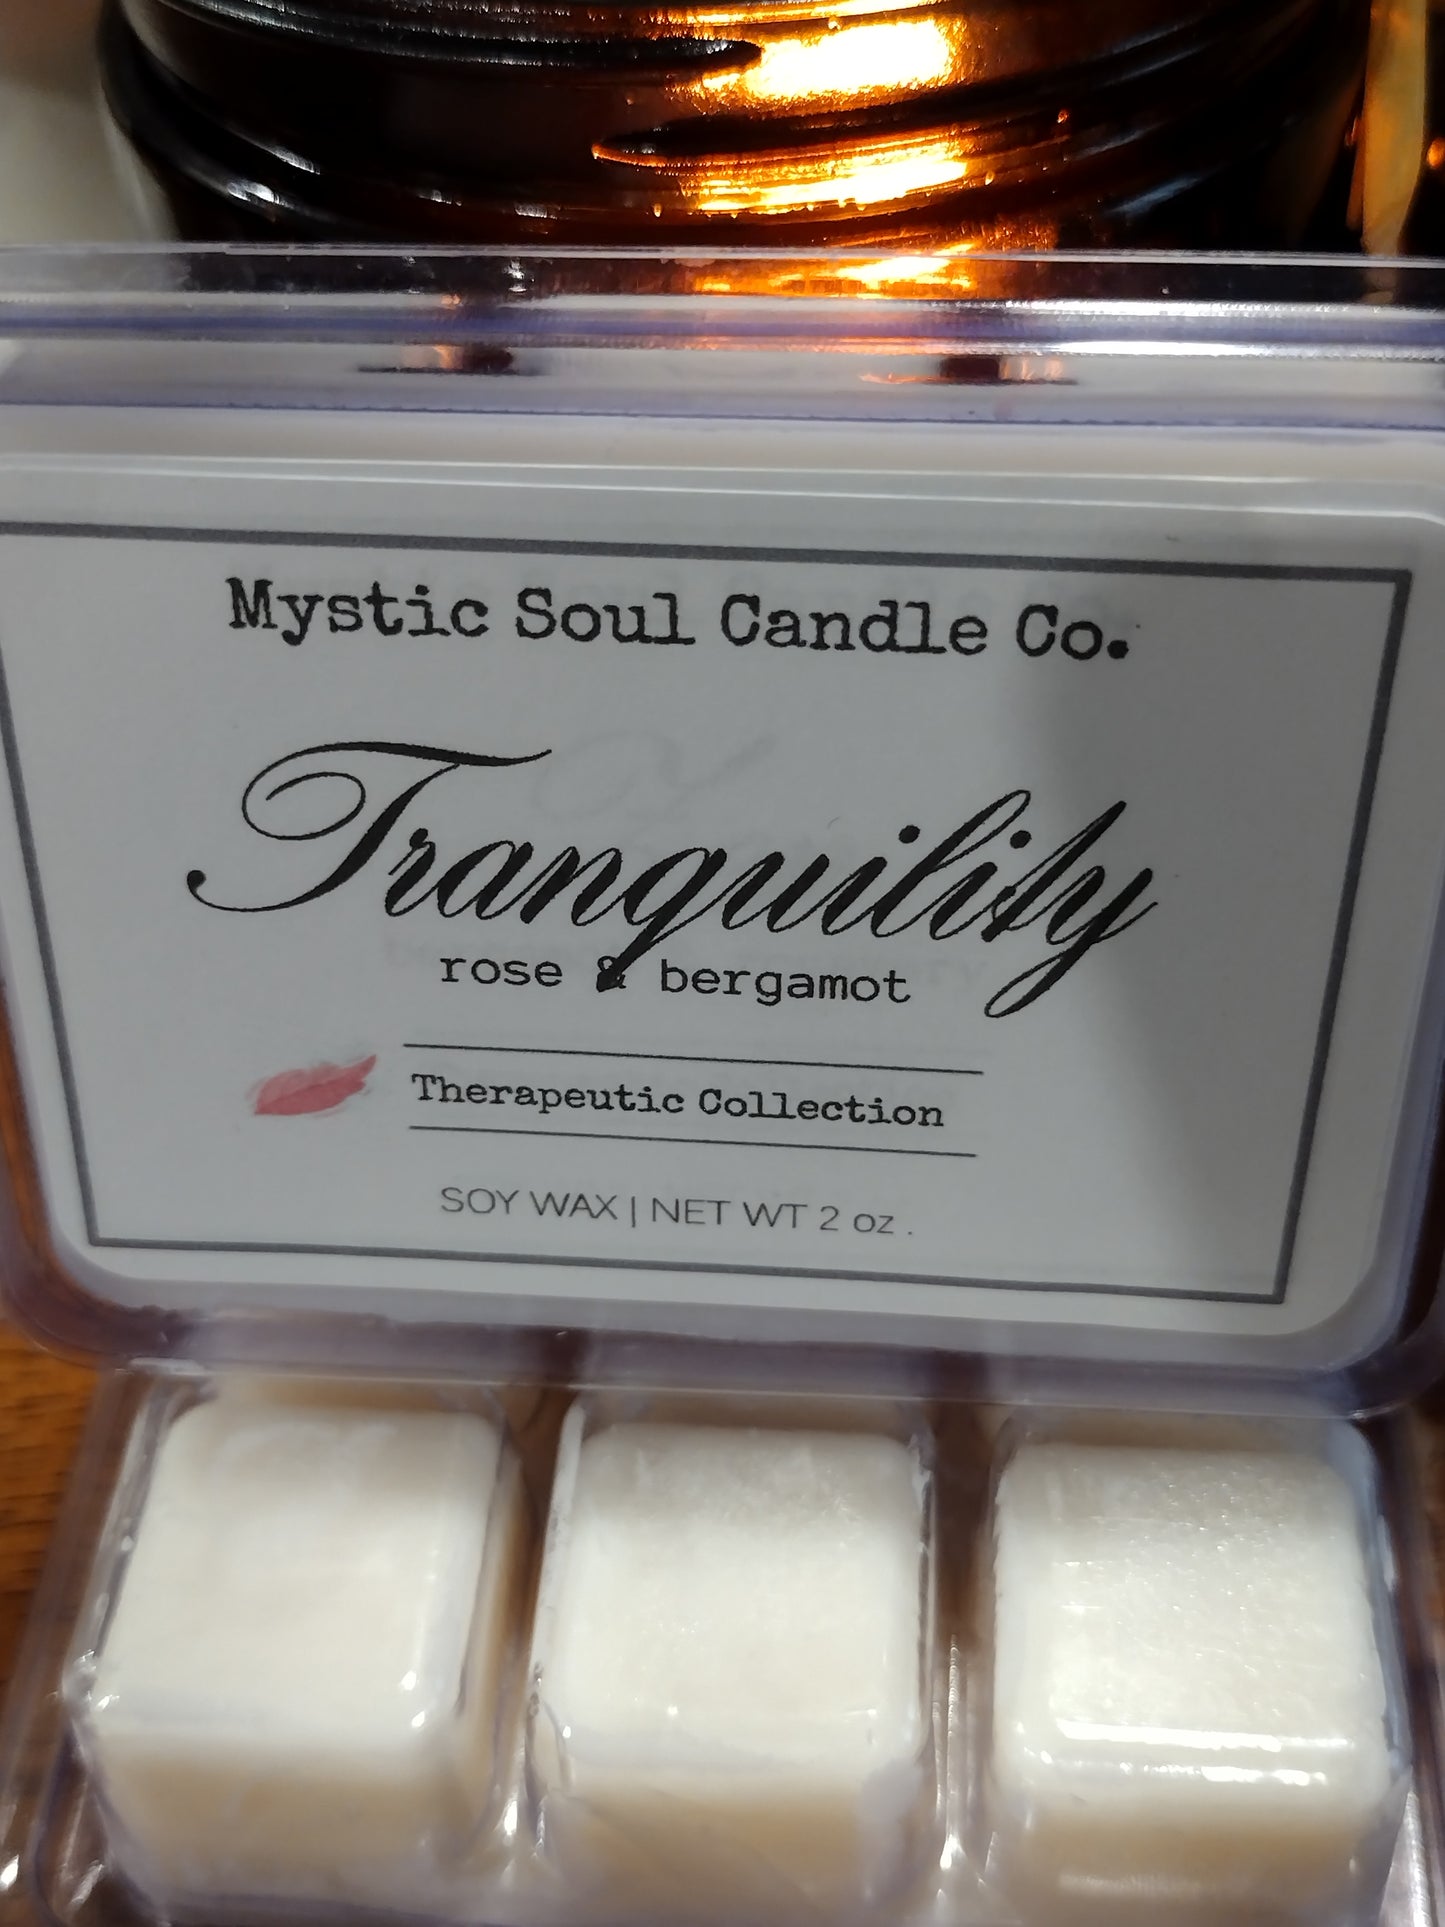 Mystic Soul Candle Co.
Tranquility
rose & bergamot
Therapeutic Collection
SOY WAX | NET WT 2 oz .